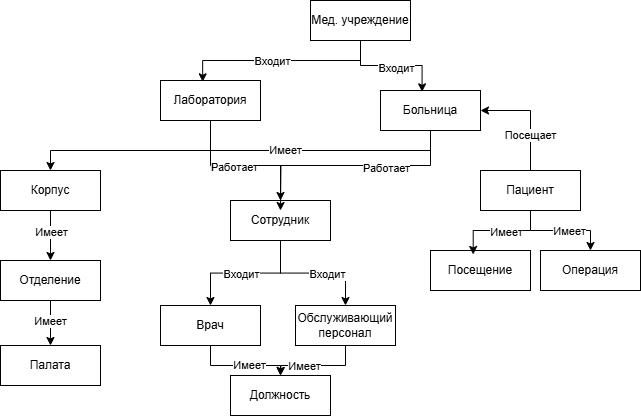 Мед. учреждение
Входит
Входит
Лаборатория
Больница
Посещает
Имеет
Работает
Работает
Корпус
Пациент
Сотрудник
Имеет
Имеет
Имеет
Отделение
Входит
Входит
Посещение
Операция
Имеет
Врач
Обслуживающий
персонал
Палата
Имеет
Имеет
Должность